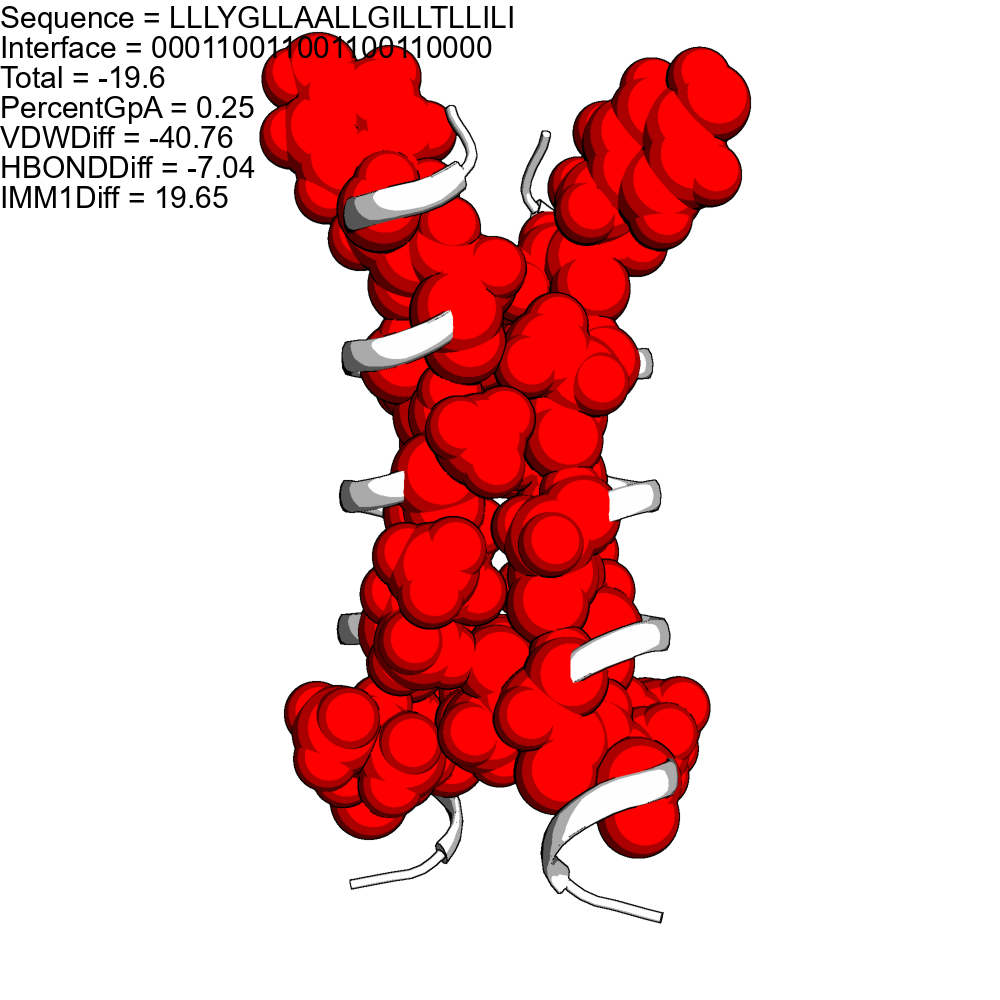 Sequence = LLLYGLLAALLGILLTLLILI
Interface = 000110011001100110000
Total = -19.6
PercentGpA = 0.25
VDWDiff = -40.76
HBONDDiff = -7.04
IMM1Diff = 19.65